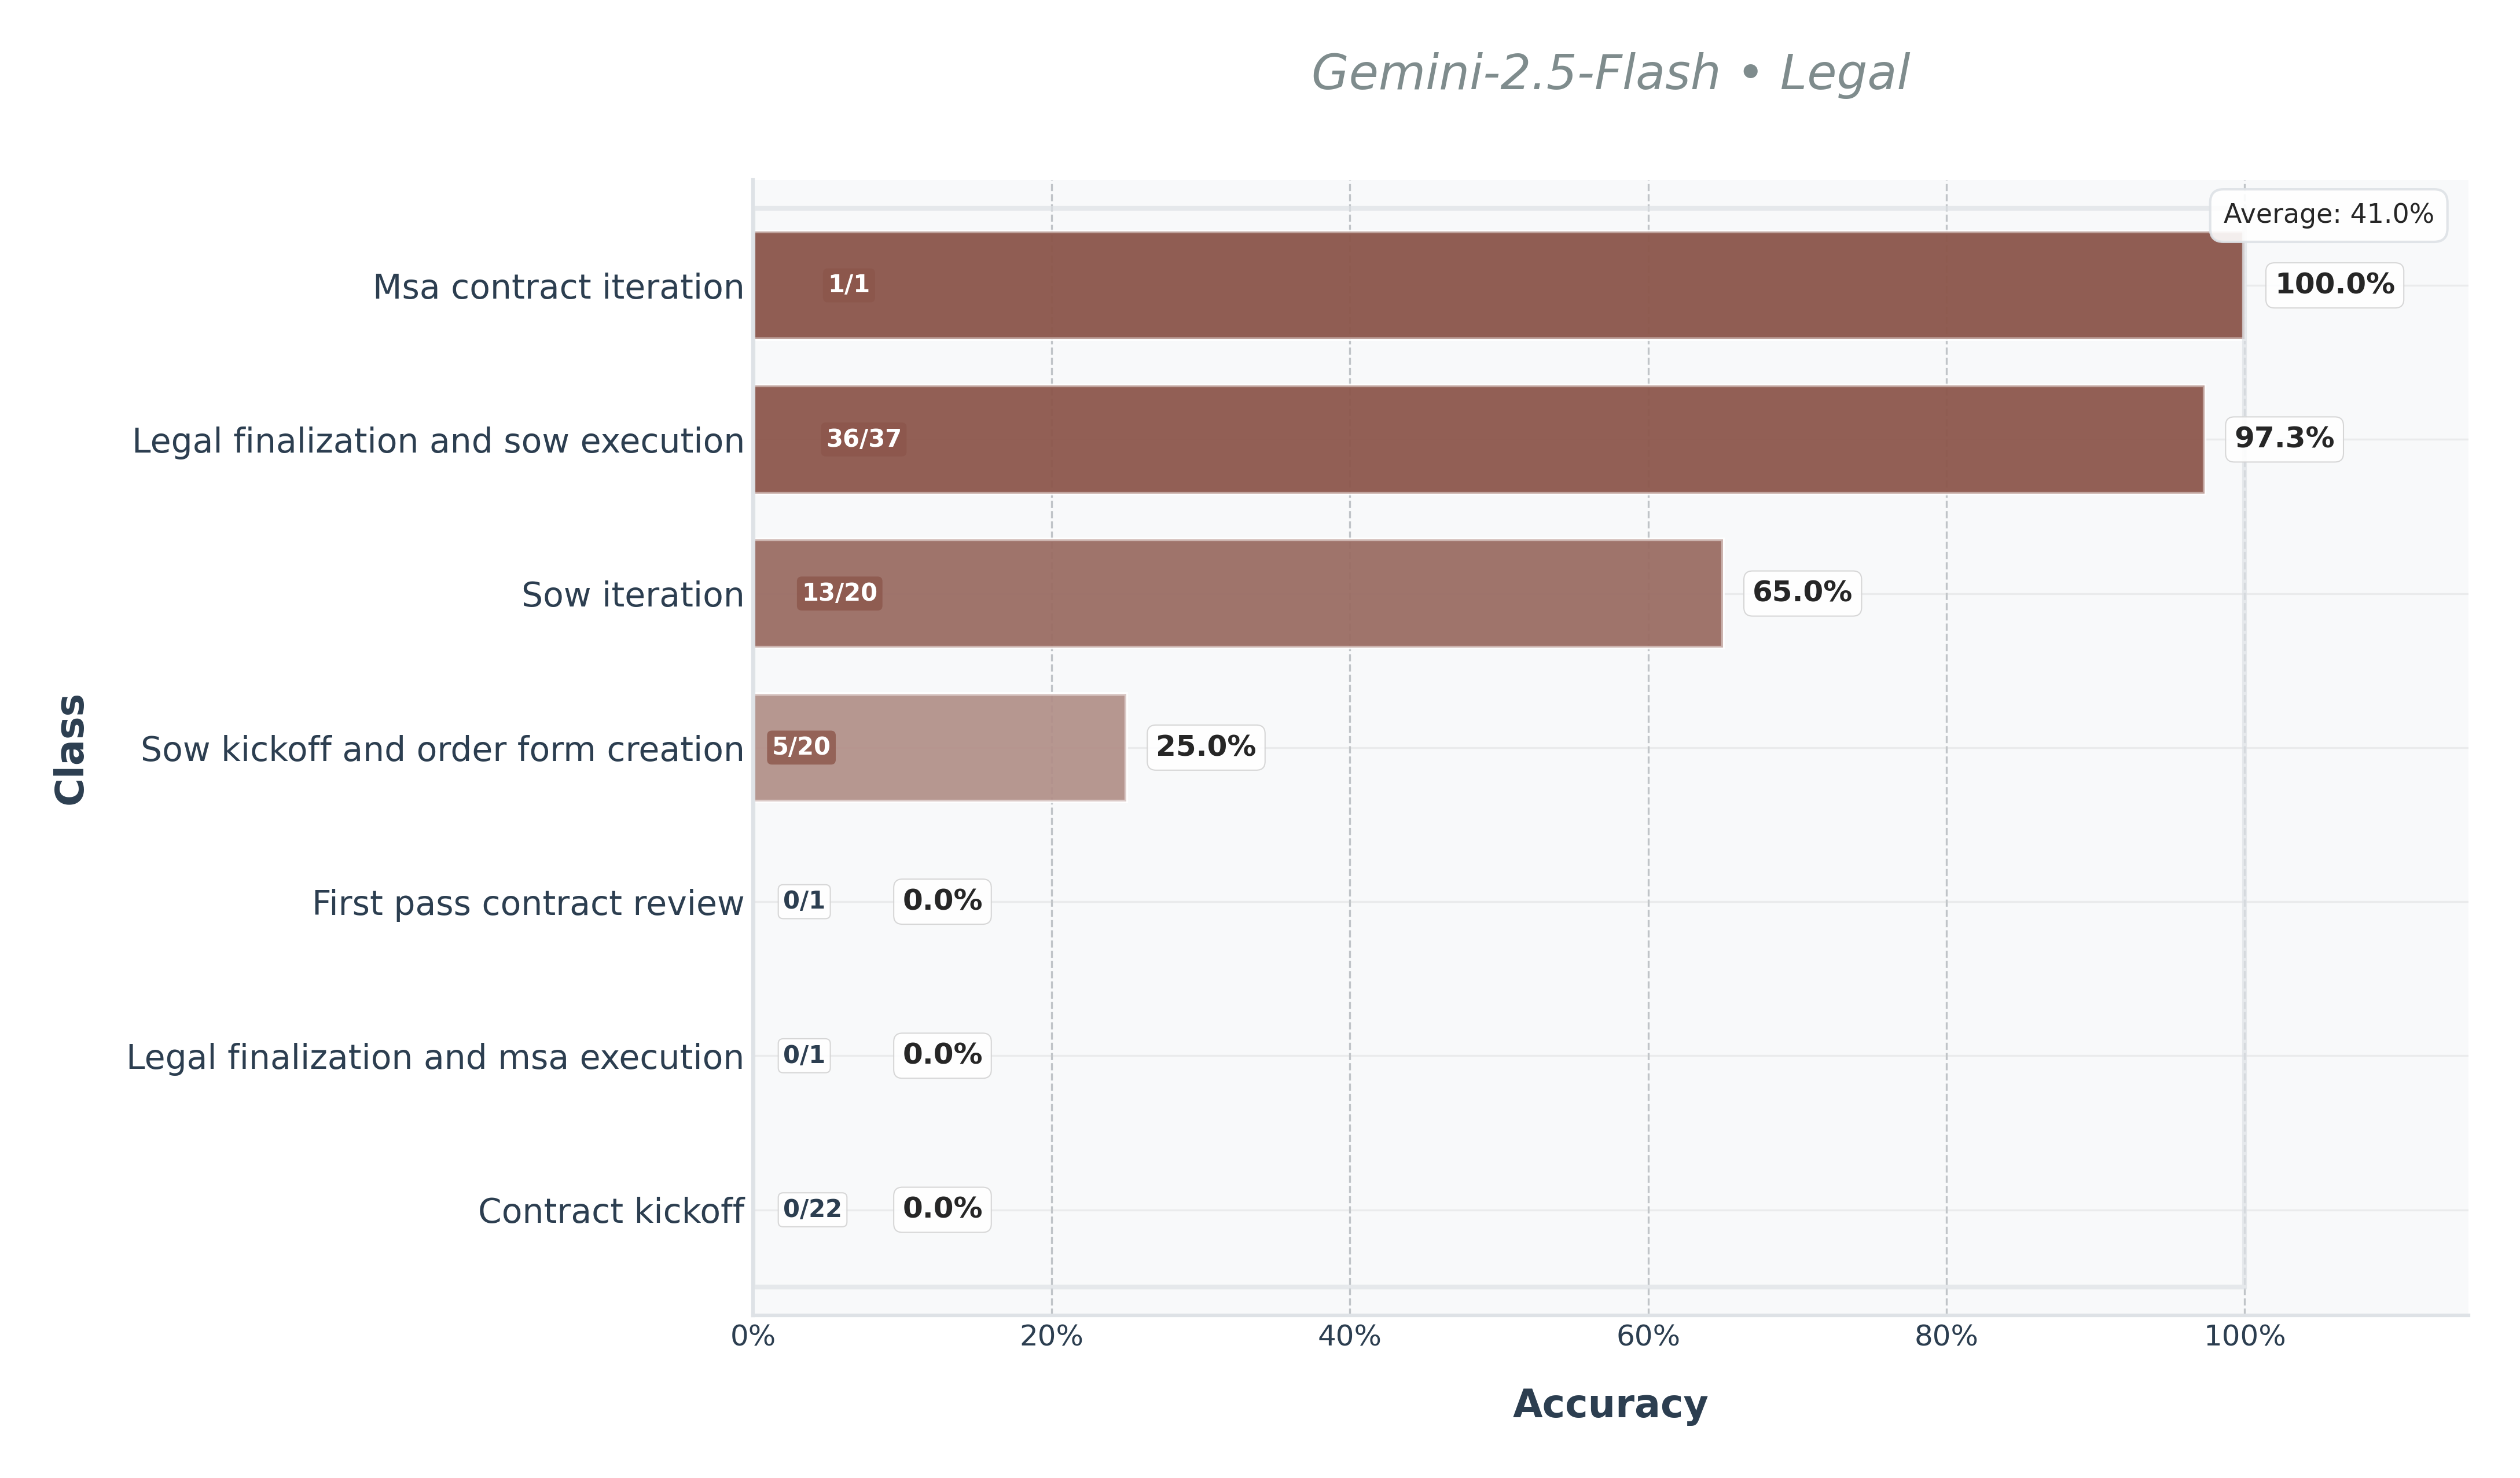 Gemini-2.5-Flash • Legal
Average: 41.0%
Msa contract iteration 1/1 100.0%
Legal finalization and sow execution 36/37 97.3%
Sow iteration 13/20 65.0%
Sow kickoff and order form creation 5/20 25.0%
First pass contract review 0/1 0.0%
Legal finalization and msa execution 0/1 0.0%
Contract kickoff 0/22 0.0%
Class
0% 20% 40% 60% 80% 100%
Accuracy